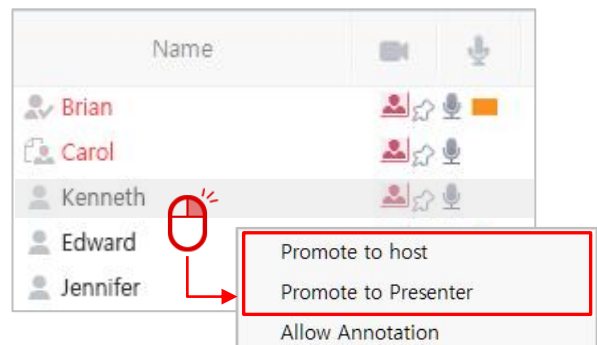 Name
Brian
Carol
Kenneth
Edward
Jennifer
Promote to host
Promote to Presenter
Allow Annotation